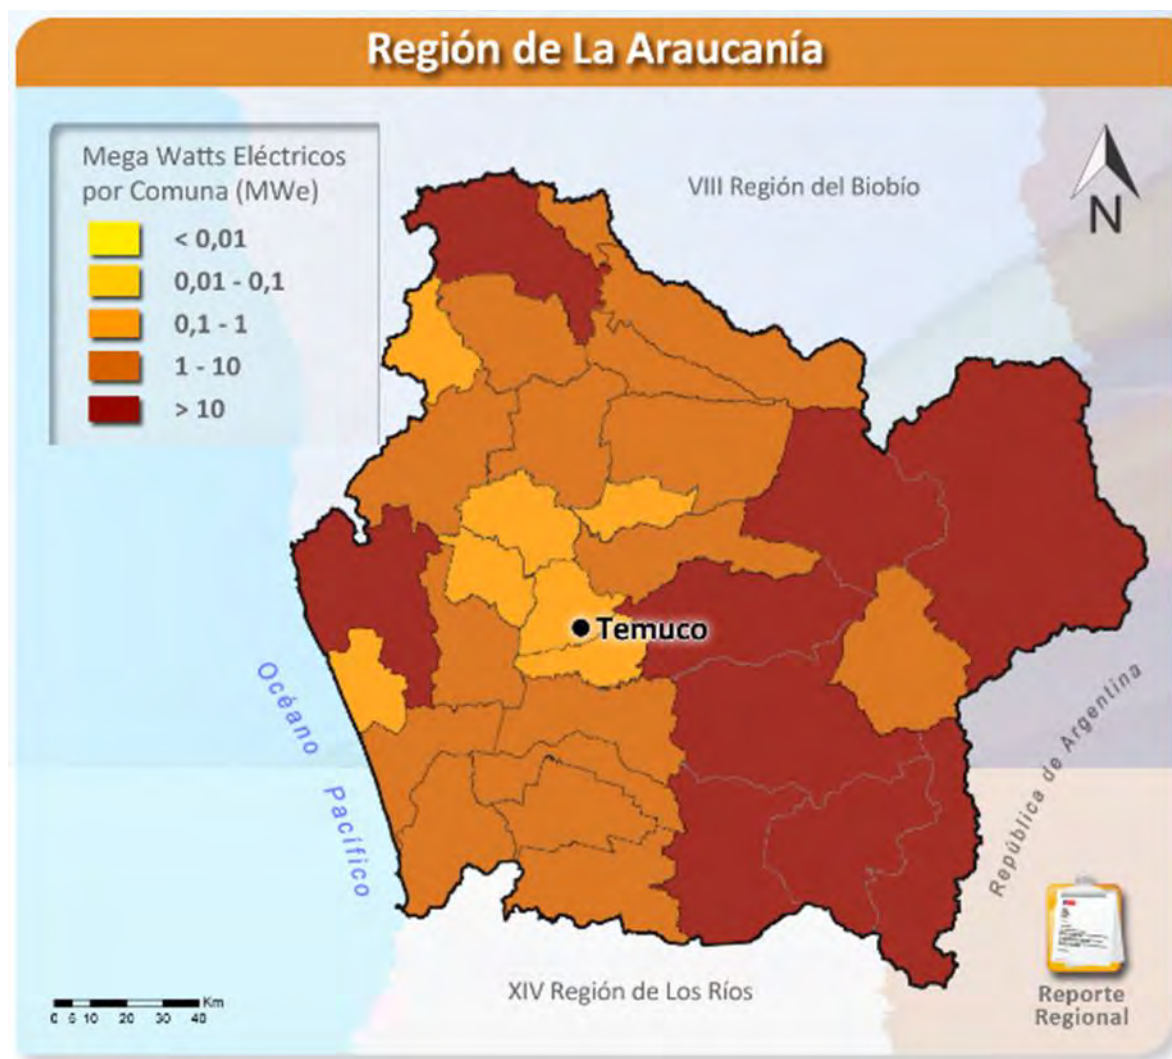 Región de La Araucanía
Mega Watts Eléctricos
por Comuna (MWe)
< 0,01
0,01 - 0,1
0,1 - 1
1 - 10
> 10
VIII Región del Biobío
N
Temuco
Océano Pacífico
República de Argentina
XIV Región de Los Ríos
Km
0 5 10 20 30 40
Reporte
Regional